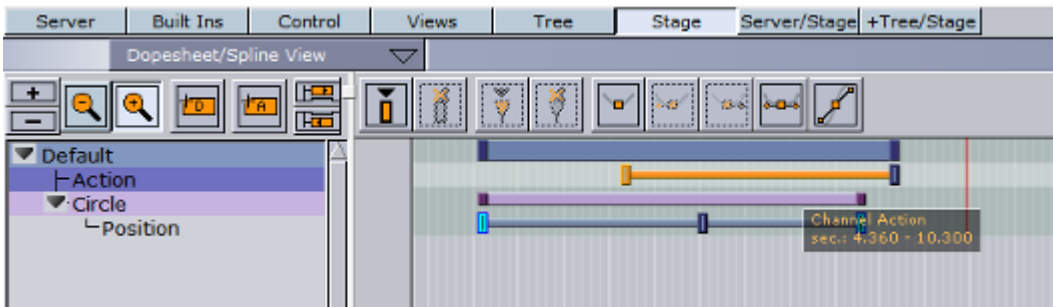 Server Built Ins Control Views Tree Stage Server/Stage +Tree/Stage
Dopesheet/Spline View
D A
Default
Action
Circle
Position
Channel Action
sec.: 4.360 - 10.300